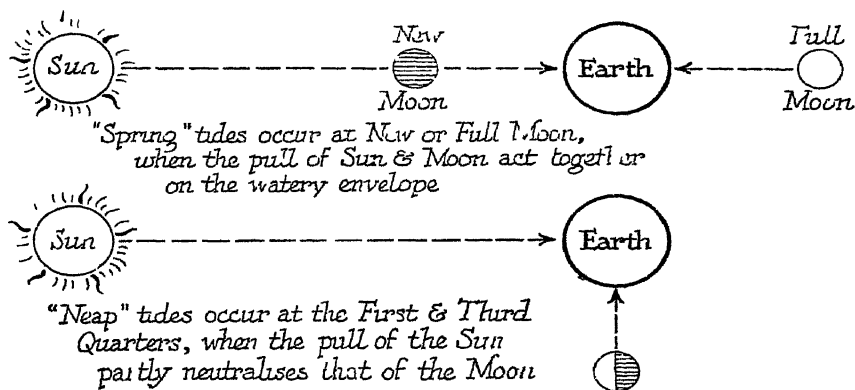 Sun
New
Moon
Earth
Full
Moon
"Spring" tides occur at New or Full Moon,
when the pull of Sun & Moon act together
on the watery envelope
Sun
Earth
"Neap" tides occur at the First & Third
Quarters, when the pull of the Sun
partly neutralises that of the Moon